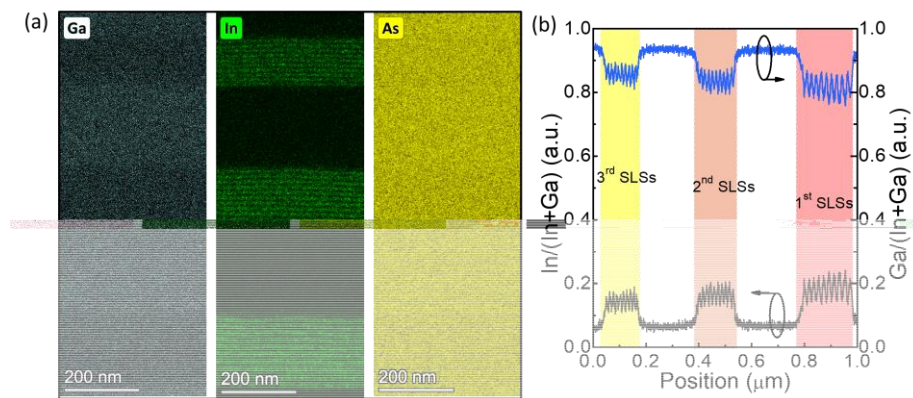 (a)
Ga
In
As
200 nm
200 nm
200 nm
(b)
1.0
0.8
0.6
0.4
0.2
0.0
In/(In+Ga) (a.u.)
3rd SLSs
2nd SLSs
1st SLSs
1.0
0.8
0.6
0.4
0.2
0.0
Ga/(In+Ga) (a.u.)
0.0 0.2 0.4 0.6 0.8 1.0
Position (μm)